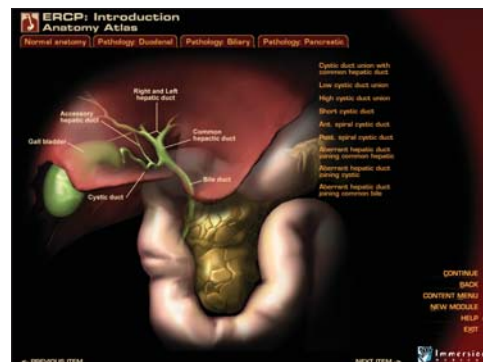 ERCP: Introduction
Anatomy Atlas
Normal anatomy
Pathology: Duodenal
Pathology: Biliary
Pathology: Pancreatic
Cystic duct union with
common hepatic duct
Low cystic duct union
High cystic duct union
Short cystic duct
Ant. spiral cystic duct
Post. spiral cystic duct
Aberrant hepatic duct
joining common hepatic
Aberrant hepatic duct
joining cystic
Aberrant hepatic duct
joining common bile
Right and Left
hepatic duct
Accessory
hepatic duct
Gall bladder
Common
hepactic duct
Bile duct
Cystic duct
CONTINUE
BACK
CONTENT MENU
NEW MODULE
HELP
EXIT
Immersion
PREVIOUS ITEM
NEXT ITEM